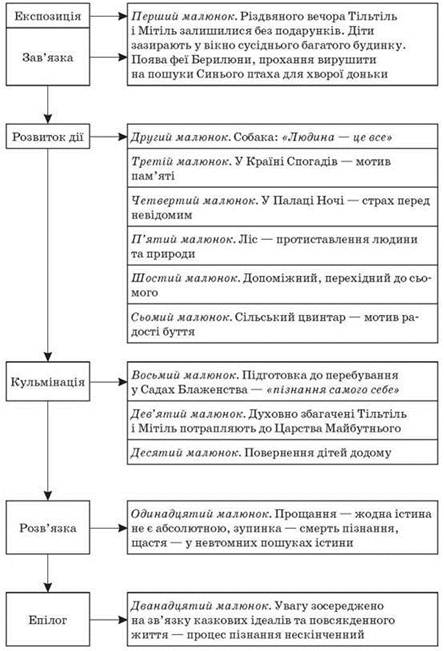 Експозиція
Перший малюнок. Різдвяного вечора Тільтіль
і Мітіль залишилися без подарунків. Діти
зазирають у вікно сусіднього багатого будинку.
Поява феї Берилюни, прохання вирушити
на пошуки Синього птаха для хворої доньки
Зав’язка
Розвиток дії
Другий малюнок. Собака: «Людина — це все»
Третій малюнок. У Країні Спогадів — мотив
пам’яті
Четвертий малюнок. У Палаці Ночі — страх перед
невідомим
П’ятий малюнок. Ліс — протиставлення людини
та природи
Шостий малюнок. Допоміжний, перехідний до сьо-
мого
Сьомий малюнок. Сільський цвинтар — мотив ра-
дості буття
Кульмінація
Восьмий малюнок. Підготовка до перебування
у Садах Блаженства — «пізнання самого себе»
Дев’ятий малюнок. Духовно збагачені Тільтіль
і Мітіль потрапляють до Царства Майбутнього
Десятий малюнок. Повернення дітей додому
Розв’язка
Одинадцятий малюнок. Прощання — жодна істина
не є абсолютною, зупинка — смерть пізнання,
щастя — у невтомних пошуках істини
Епілог
Дванадцятий малюнок. Увагу зосереджено
на зв’язку казкових ідеалів та повсякденного
життя — процес пізнання нескінченний